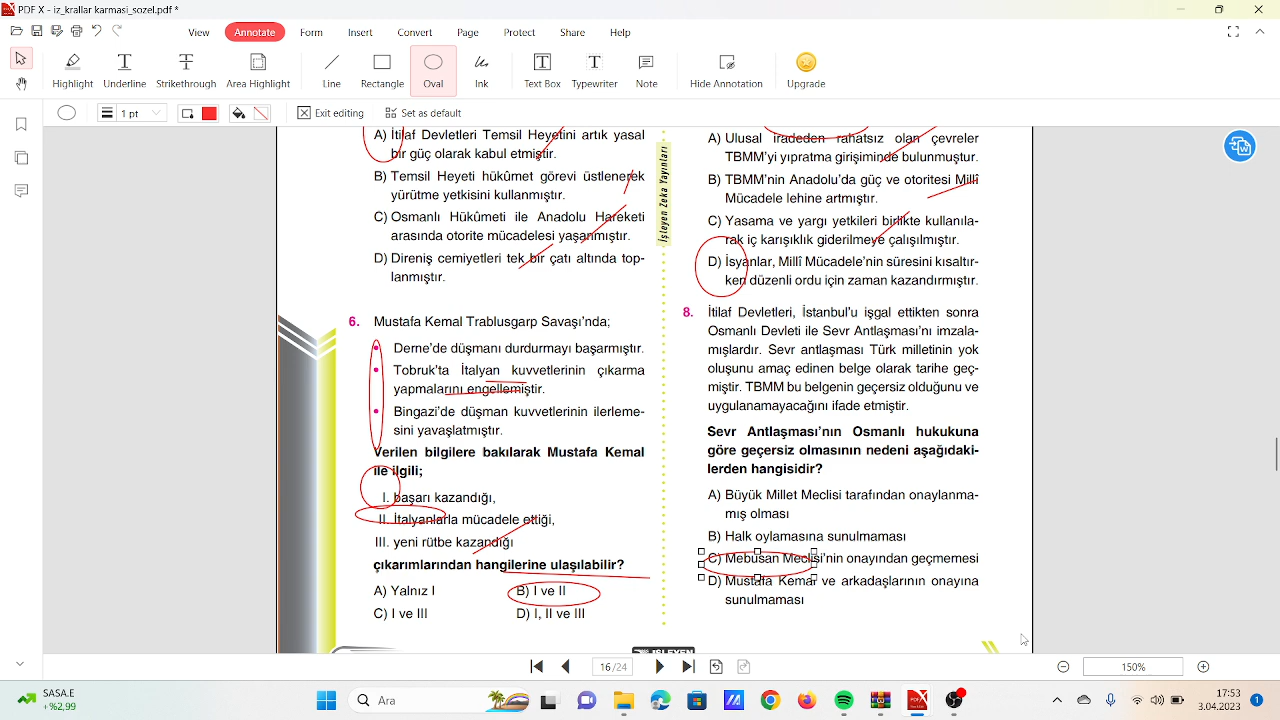 PDF X - iz_krallar karmasi_sozel.pdf *
View Annotate Form Insert Convert Page Protect Share Help
Highlight Underline Strikethrough Area Highlight Line Rectangle Oval Ink Text Box Typewriter Note Hide Annotation Upgrade
1 pt Exit editing Set as default
A) İtilaf Devletleri Temsil Heyetini artık yasal
bir güç olarak kabul etmiştir.
B) Temsil Heyeti hükûmet görevi üstlenerek
yürütme yetkisini kullanmıştır.
C) Osmanlı Hükûmeti ile Anadolu Hareketi
arasında otorite mücadelesi yaşanmıştır.
D) Direniş cemiyetleri tek bir çatı altında top-
lanmıştır.
6. Mustafa Kemal Trablusgarp Savaşı'nda;
• Derne'de düşmanı durdurmayı başarmıştır.
• Tobruk'ta İtalyan kuvvetlerinin çıkarma
yapmalarını engellemiştir.
• Bingazi'de düşman kuvvetlerinin ilerleme-
sini yavaşlatmıştır.
Verilen bilgilere bakılarak Mustafa Kemal
ile ilgili;
I. başarı kazandığı,
II. İtalyanlarla mücadele ettiği,
III. yeni rütbe kazandığı
çıkarımlarından hangilerine ulaşılabilir?
A) Yalnız I B) I ve II
C) I ve III D) I, II ve III
İşleyen Zeka Yayınları
A) Ulusal iradeden rahatsız olan çevreler
TBMM'yi yıpratma girişiminde bulunmuştur.
B) TBMM'nin Anadolu'da güç ve otoritesi Millî
Mücadele lehine artmıştır.
C) Yasama ve yargı yetkileri birlikte kullanıla-
rak iç karışıklık giderilmeye çalışılmıştır.
D) İsyanlar, Millî Mücadele'nin süresini kısaltır-
ken düzenli ordu için zaman kazandırmıştır.
8. İtilaf Devletleri, İstanbul'u işgal ettikten sonra
Osmanlı Devleti ile Sevr Antlaşması'nı imzala-
mışlardır. Sevr antlaşması Türk milletinin yok
oluşunu amaç edinen belge olarak tarihe geç-
miştir. TBMM bu belgenin geçersiz olduğunu ve
uygulanamayacağını ifade etmiştir.
Sevr Antlaşması'nın Osmanlı hukukuna
göre geçersiz olmasının nedeni aşağıdaki-
lerden hangisidir?
A) Büyük Millet Meclisi tarafından onaylanma-
mış olması
B) Halk oylamasına sunulmaması
C) Mebusan Meclisi'nin onayından geçmemesi
D) Mustafa Kemal ve arkadaşlarının onayına
sunulmaması
16/24 150%
SASA.E
Ara
17:53